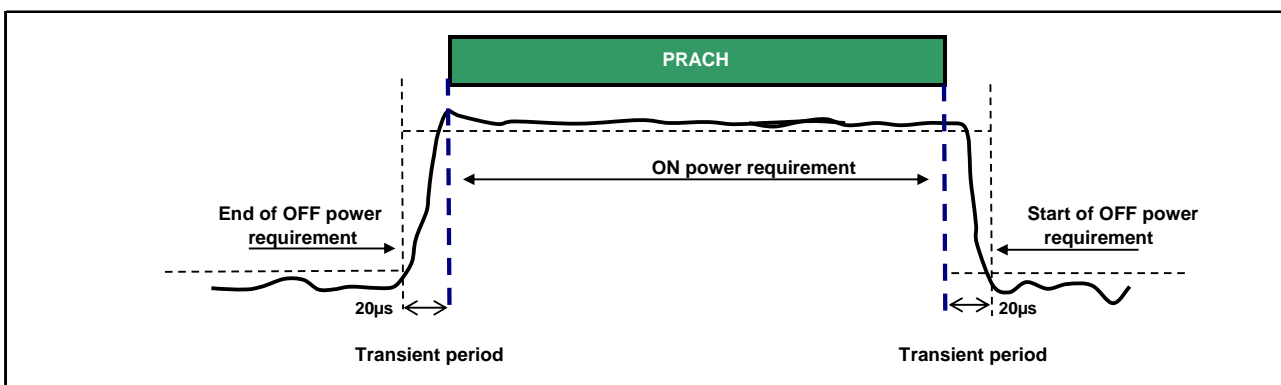 PRACH
ON power requirement
End of OFF power
requirement
Start of OFF power
requirement
20µs
20µs
Transient period
Transient period